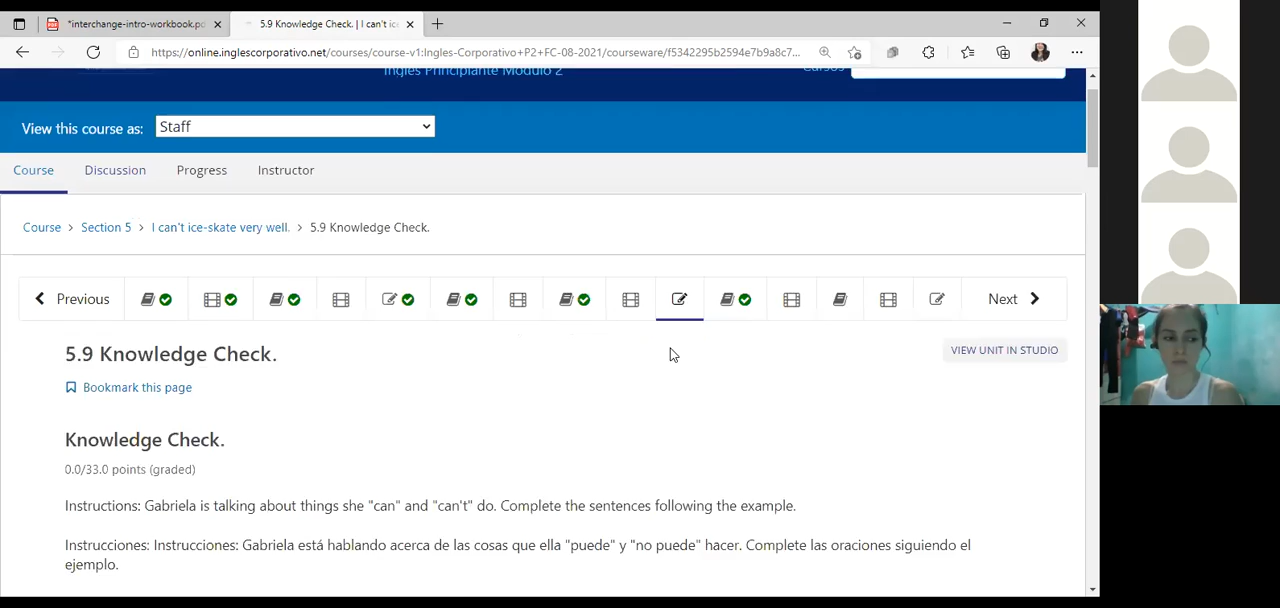 *interchange-intro-workbook.pd
5.9 Knowledge Check. | I can't ice
https://online.inglescorporativo.net/courses/course-v1:Ingles-Corporativo+P2+FC-08-2021/courseware/f5342295b2594e7b9a8c7...
Ingles Principiante Modulo 2
View this course as:
Staff
Course
Discussion
Progress
Instructor
Course > Section 5 > I can't ice-skate very well. > 5.9 Knowledge Check.
Previous
Next
5.9 Knowledge Check.
VIEW UNIT IN STUDIO
Bookmark this page
Knowledge Check.
0.0/33.0 points (graded)
Instructions: Gabriela is talking about things she "can" and "can't" do. Complete the sentences following the example.
Instrucciones: Instrucciones: Gabriela está hablando acerca de las cosas que ella "puede" y "no puede" hacer. Complete las oraciones siguiendo el
ejemplo.